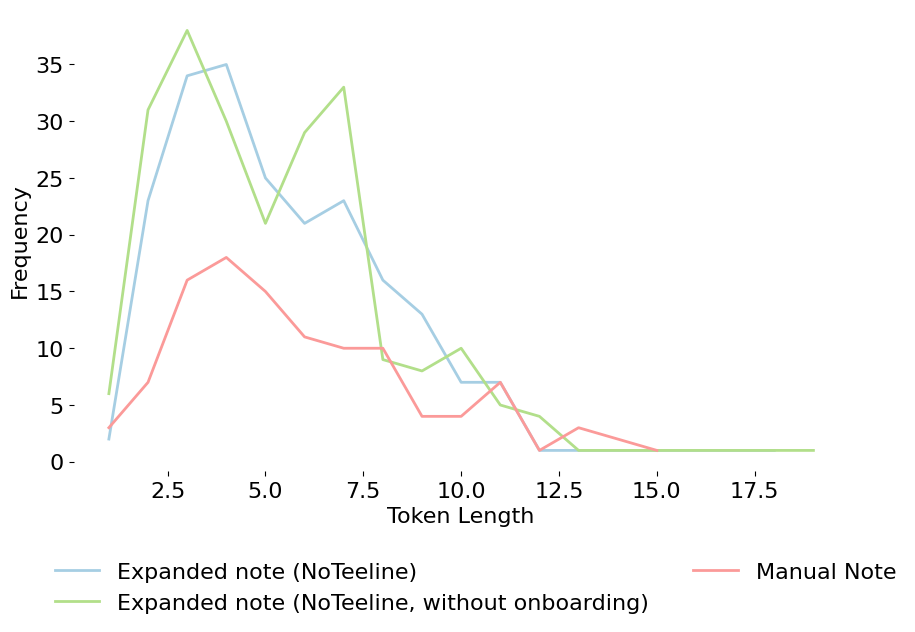 35
30
25
20
15
10
5
0
Frequency
2.5 5.0 7.5 10.0 12.5 15.0 17.5
Token Length
Expanded note (NoTeeline)
Expanded note (NoTeeline, without onboarding)
Manual Note